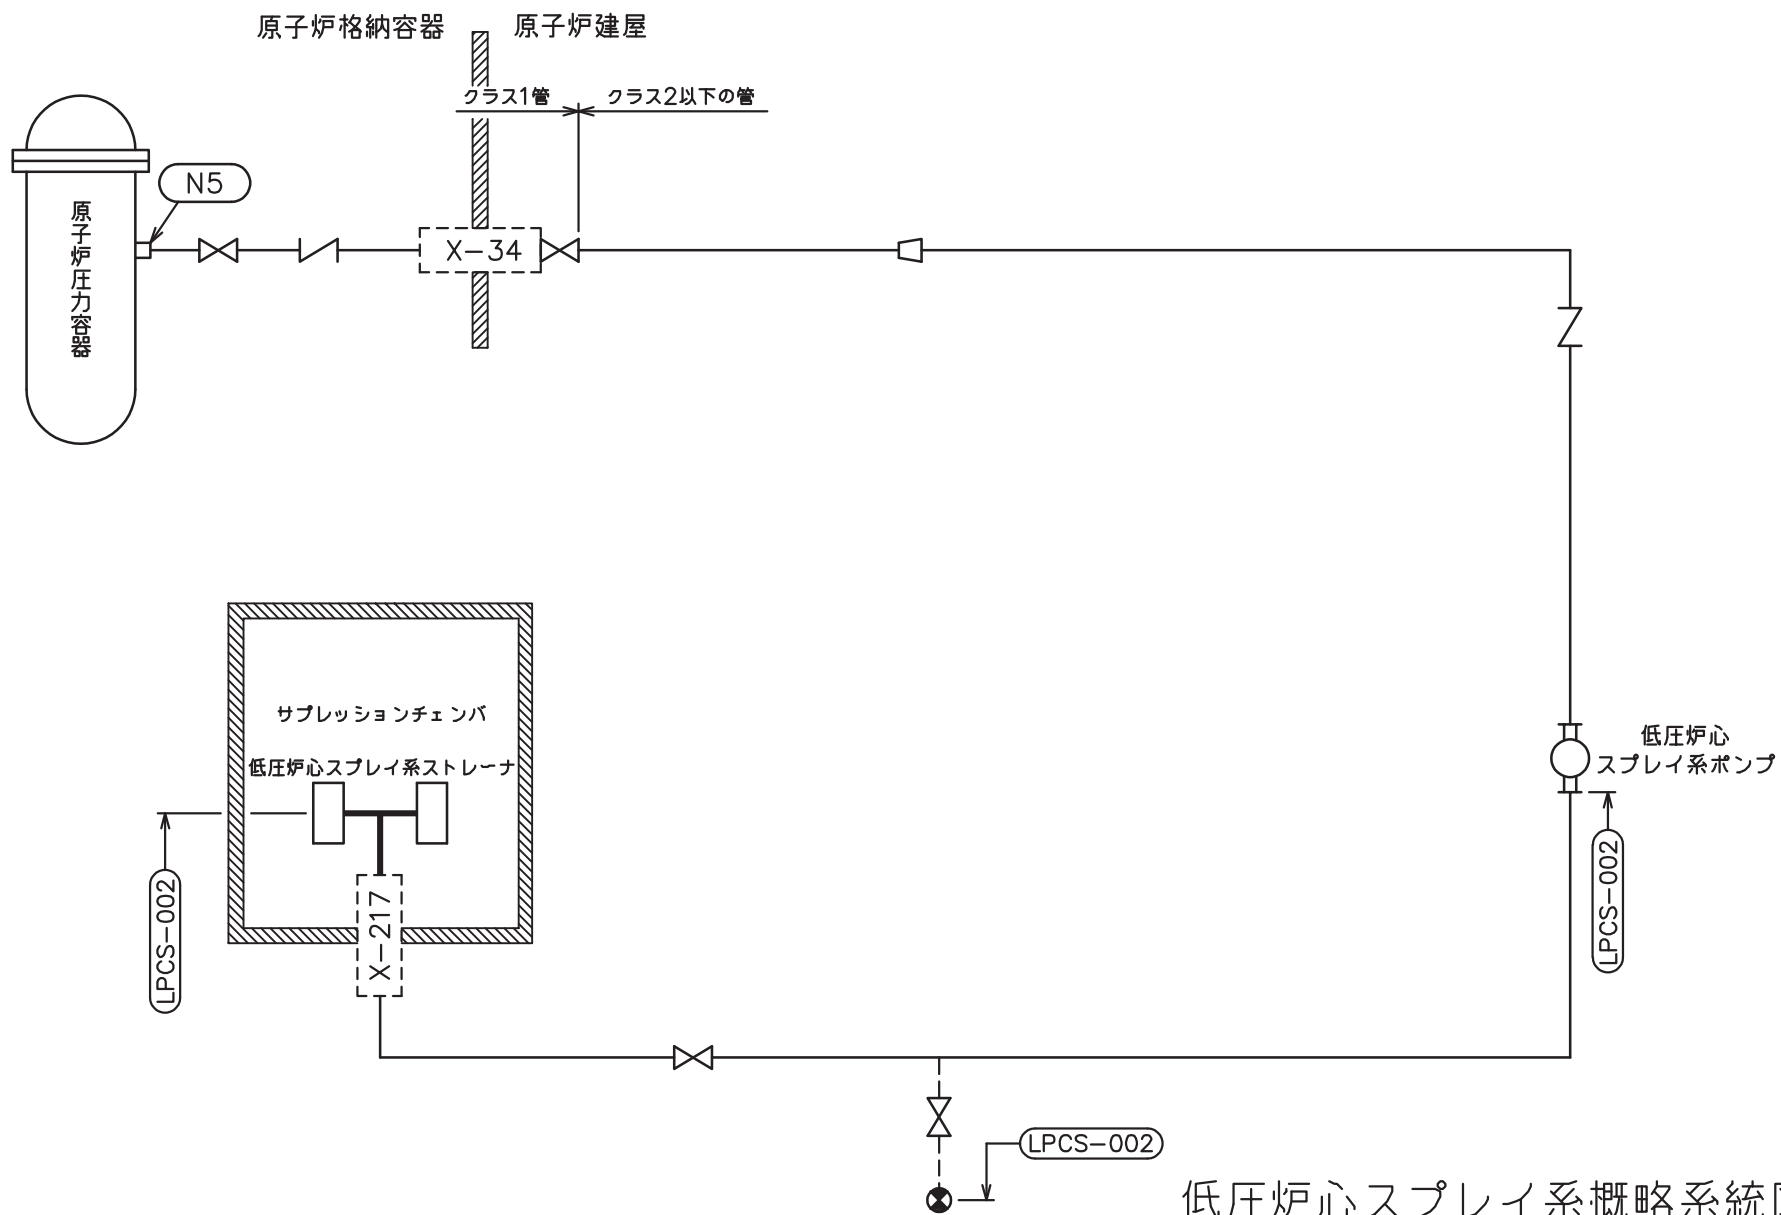 原子炉格納容器
原子炉建屋
クラス1管
クラス2以下の管
N5
原子炉圧力容器
X-34
サプレッションチェンバ
低圧炉心スプレイ系ストレーナ
低圧炉心
スプレイ系ポンプ
LPCS-002
LPCS-002
X-217
LPCS-002
低圧炉心スプレイ系概略系統